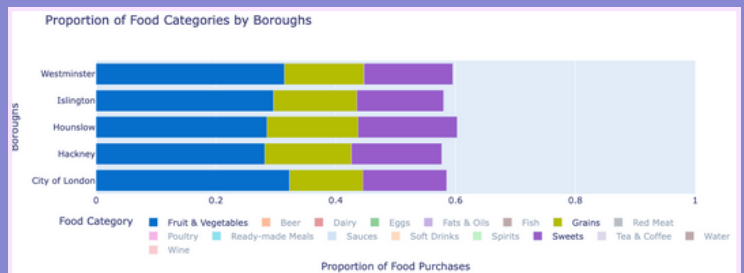 Proportion of Food Categories by Boroughs
Boroughs
Westminster
Islington
Hounslow
Hackney
City of London
0 0.2 0.4 0.6 0.8 1
Food Category Fruit & Vegetables Beer Dairy Eggs Fats & Oils Fish Grains Red Meat
Poultry Ready-made Meals Sauces Soft Drinks Spirits Sweets Tea & Coffee Water
Wine
Proportion of Food Purchases